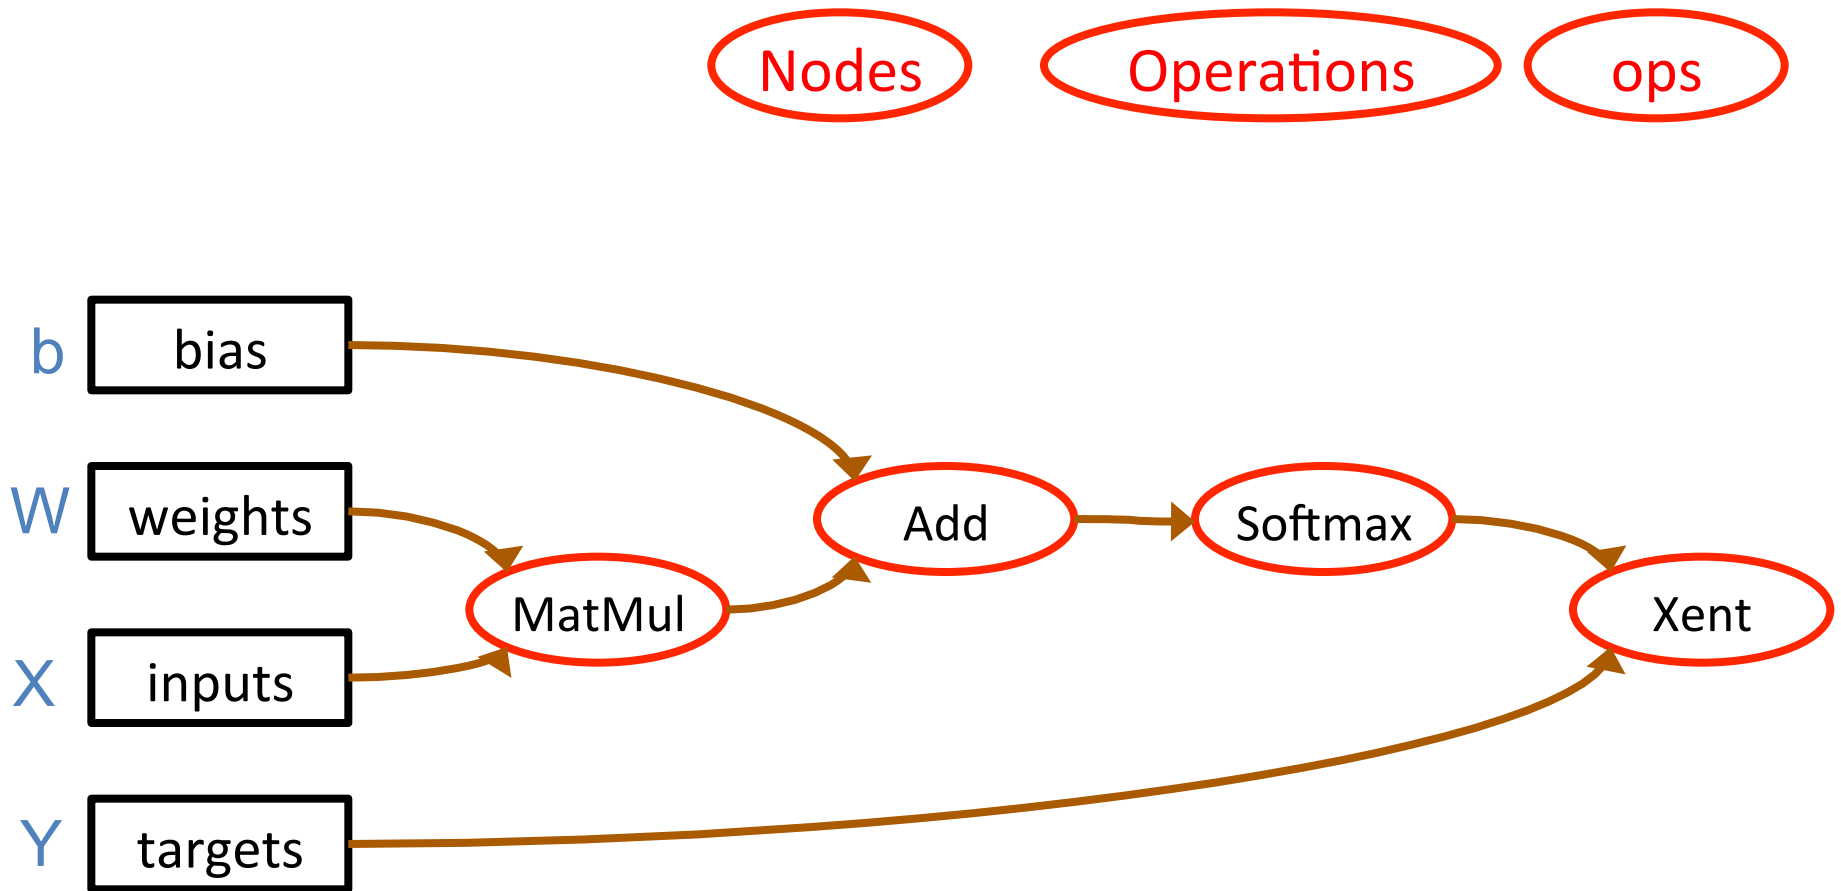 Nodes Operations ops
b bias
W weights
Add Softmax
MatMul Xent
X inputs
Y targets